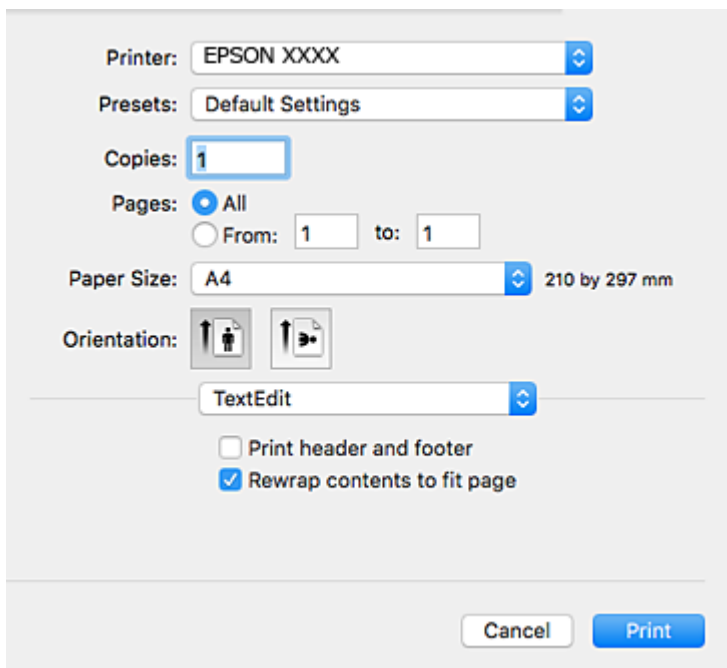 Printer: EPSON XXXX
Presets: Default Settings
Copies: 1
Pages: All
From: 1 to: 1
Paper Size: A4 210 by 297 mm
Orientation:
TextEdit
Print header and footer
Rewrap contents to fit page
Cancel Print